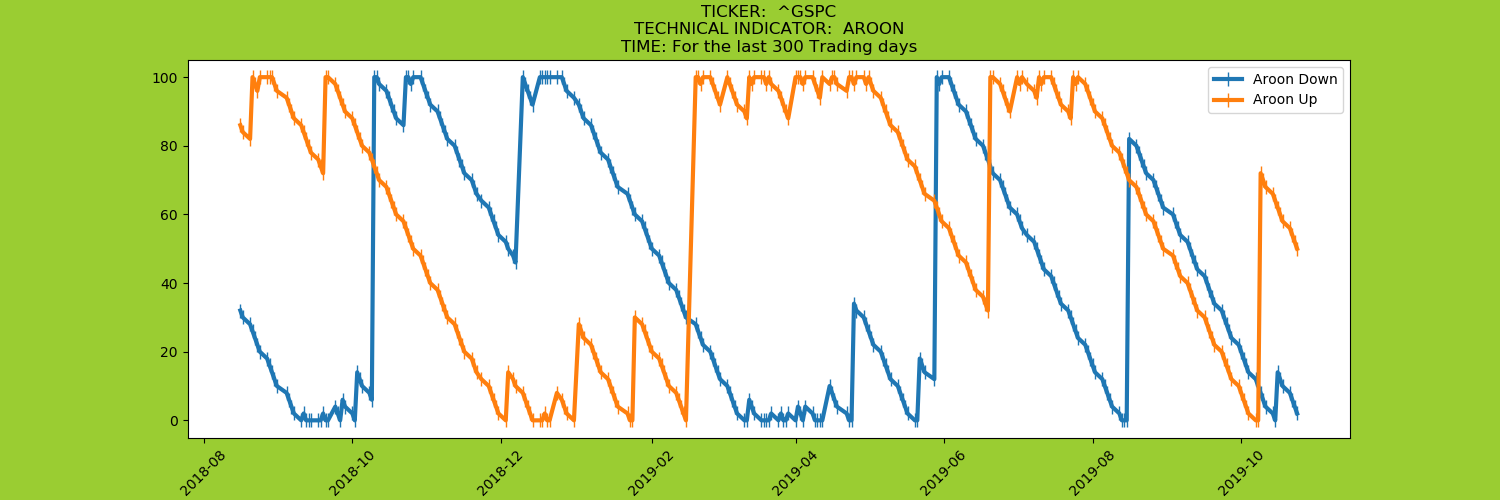 TICKER:  ^GSPC
TECHNICAL INDICATOR:  AROON
TIME: For the last 300 Trading days
Aroon Down
Aroon Up
100
80
60
40
20
0
2018-08
2018-10
2018-12
2019-02
2019-04
2019-06
2019-08
2019-10